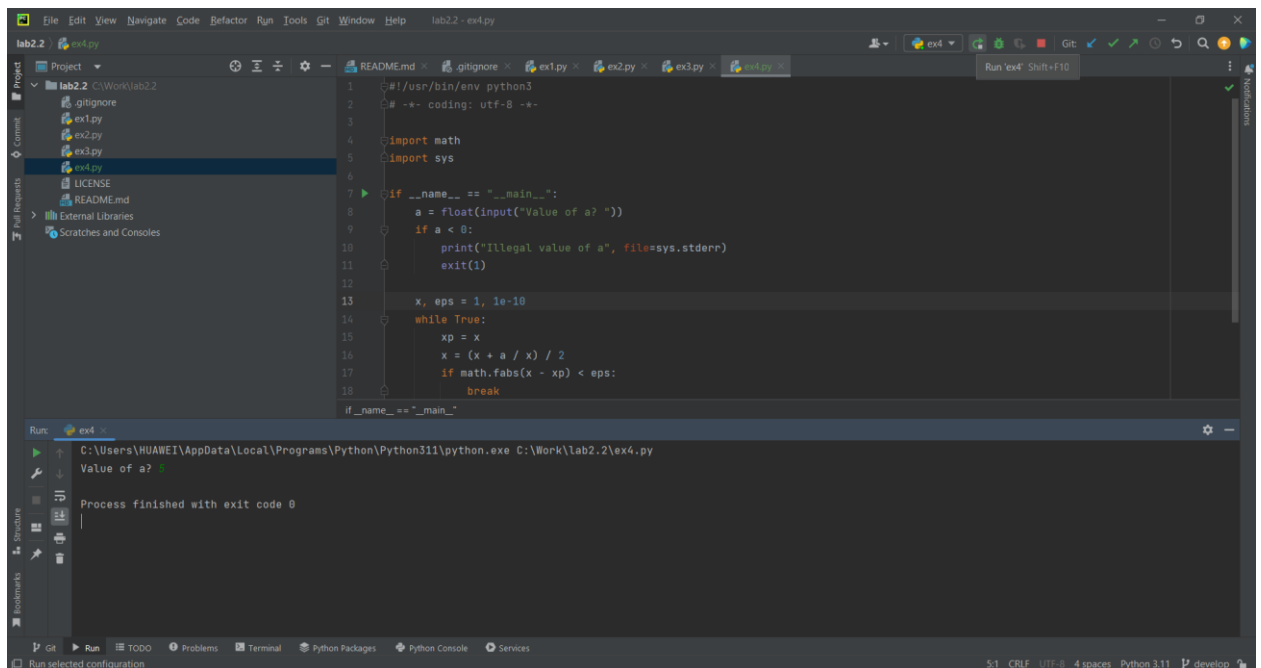 File Edit View Navigate Code Refactor Run Tools Git Window Help lab2.2 - ex4.py
lab2.2 ex4.py ex4 Git:
Project README.md .gitignore ex1.py ex2.py ex3.py ex4.py Run 'ex4' Shift+F10
lab2.2 C:\Work\lab2.2
.gitignore
ex1.py
ex2.py
ex3.py
ex4.py
LICENSE
README.md
External Libraries
Scratches and Consoles
1 #!/usr/bin/env python3
2 # -*- coding: utf-8 -*-
3
4 import math
5 import sys
6
7 if __name__ == "__main__":
8 a = float(input("Value of a? "))
9 if a < 0:
10 print("Illegal value of a", file=sys.stderr)
11 exit(1)
12
13 x, eps = 1, 1e-10
14 while True:
15 xp = x
16 x = (x + a / x) / 2
17 if math.fabs(x - xp) < eps:
18 break
if __name__ == "__main__"
Project
Commit
Pull Requests
Notifications
Run: ex4
C:\Users\HUAWEI\AppData\Local\Programs\Python\Python311\python.exe C:\Work\lab2.2\ex4.py
Value of a? 5
Process finished with exit code 0
Structure
Bookmarks
Git Run TODO Problems Terminal Python Packages Python Console Services
Run selected configuration 5:1 CRLF UTF-8 4 spaces Python 3.11 develop